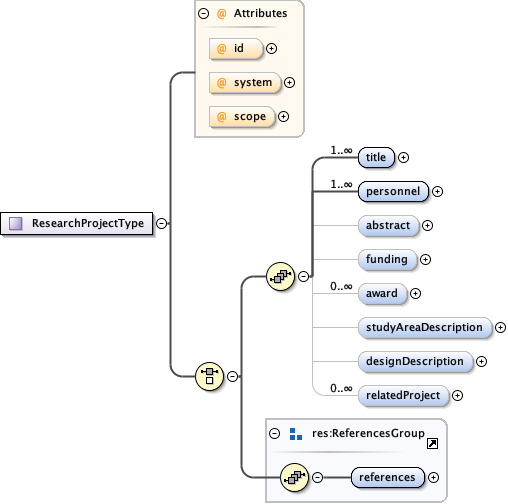 @ Attributes
@ id
@ system
@ scope
ResearchProjectType
1..∞
title
1..∞
personnel
abstract
funding
0..∞
award
studyAreaDescription
designDescription
0..∞
relatedProject
res:ReferencesGroup
references